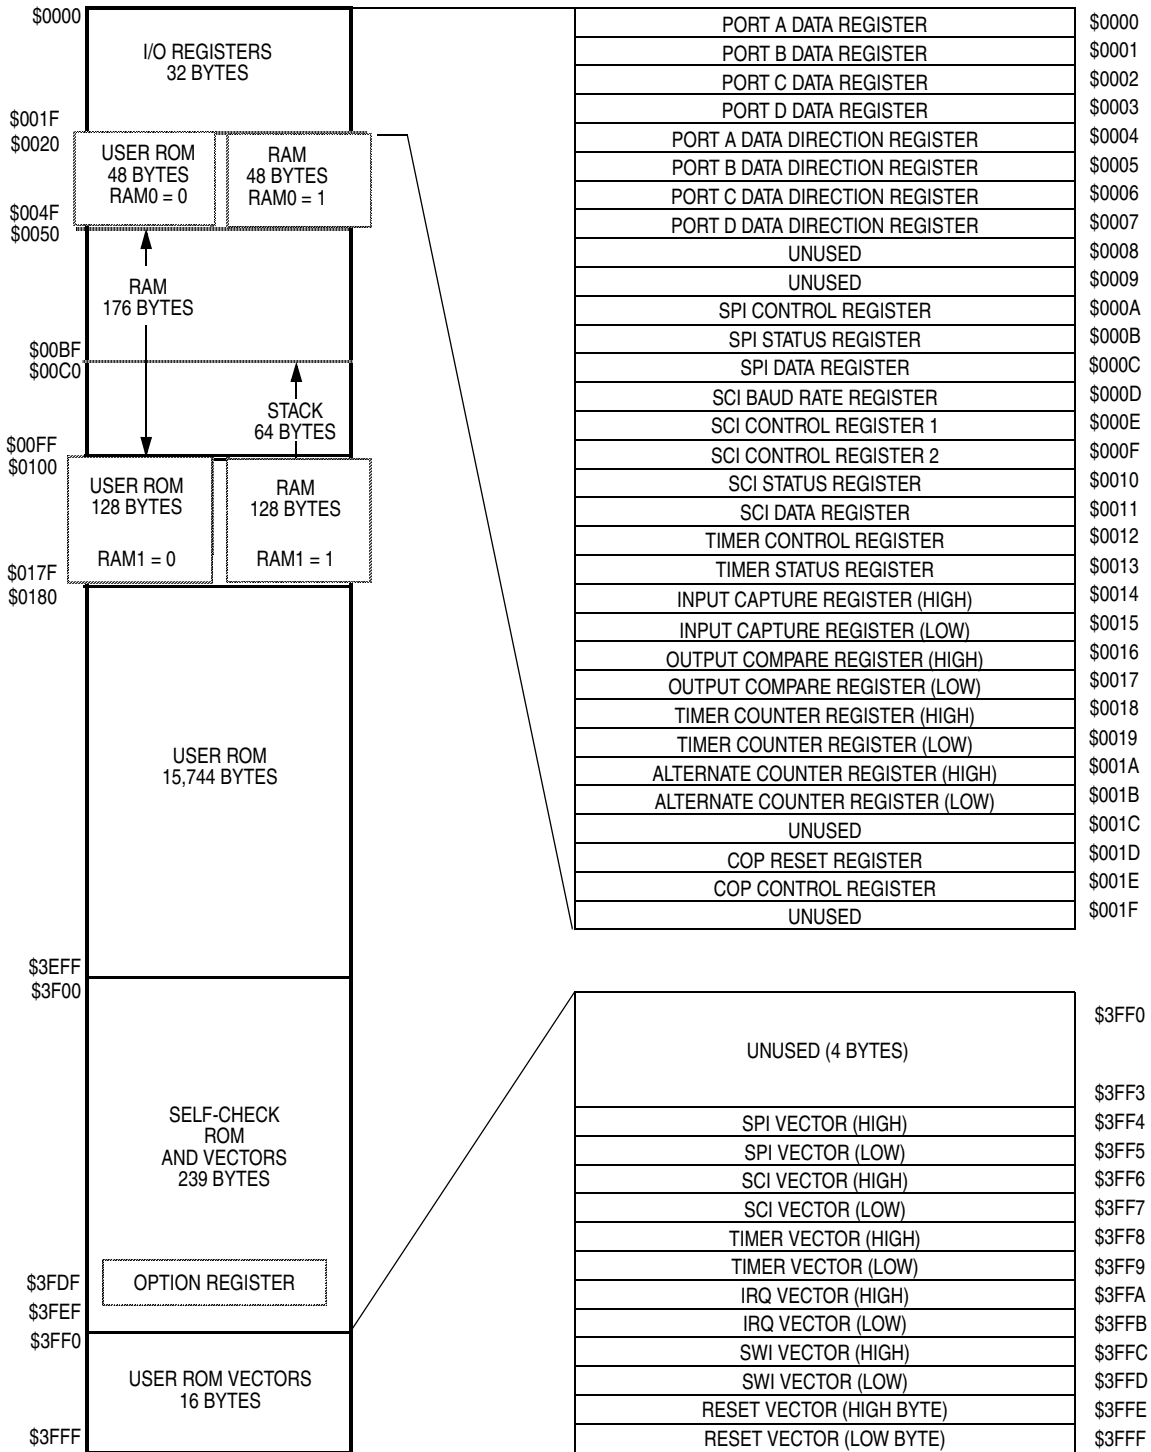 $0000
I/O REGISTERS
32 BYTES
$001F
$0020
USER ROM
48 BYTES
RAM0 = 0
RAM
48 BYTES
RAM0 = 1
$004F
$0050
RAM
176 BYTES
$00BF
$00C0
STACK
64 BYTES
$00FF
$0100
USER ROM
128 BYTES
RAM1 = 0
RAM
128 BYTES
RAM1 = 1
$017F
$0180
USER ROM
15,744 BYTES
$3EFF
$3F00
SELF-CHECK
ROM
AND VECTORS
239 BYTES
OPTION REGISTER
$3FDF
$3FEF
$3FF0
USER ROM VECTORS
16 BYTES
$3FFF
PORT A DATA REGISTER $0000
PORT B DATA REGISTER $0001
PORT C DATA REGISTER $0002
PORT D DATA REGISTER $0003
PORT A DATA DIRECTION REGISTER $0004
PORT B DATA DIRECTION REGISTER $0005
PORT C DATA DIRECTION REGISTER $0006
PORT D DATA DIRECTION REGISTER $0007
UNUSED $0008
UNUSED $0009
SPI CONTROL REGISTER $000A
SPI STATUS REGISTER $000B
SPI DATA REGISTER $000C
SCI BAUD RATE REGISTER $000D
SCI CONTROL REGISTER 1 $000E
SCI CONTROL REGISTER 2 $000F
SCI STATUS REGISTER $0010
SCI DATA REGISTER $0011
TIMER CONTROL REGISTER $0012
TIMER STATUS REGISTER $0013
INPUT CAPTURE REGISTER (HIGH) $0014
INPUT CAPTURE REGISTER (LOW) $0015
OUTPUT COMPARE REGISTER (HIGH) $0016
OUTPUT COMPARE REGISTER (LOW) $0017
TIMER COUNTER REGISTER (HIGH) $0018
TIMER COUNTER REGISTER (LOW) $0019
ALTERNATE COUNTER REGISTER (HIGH) $001A
ALTERNATE COUNTER REGISTER (LOW) $001B
UNUSED $001C
COP RESET REGISTER $001D
COP CONTROL REGISTER $001E
UNUSED $001F
$3FF0
UNUSED (4 BYTES)
$3FF3
SPI VECTOR (HIGH) $3FF4
SPI VECTOR (LOW) $3FF5
SCI VECTOR (HIGH) $3FF6
SCI VECTOR (LOW) $3FF7
TIMER VECTOR (HIGH) $3FF8
TIMER VECTOR (LOW) $3FF9
IRQ VECTOR (HIGH) $3FFA
IRQ VECTOR (LOW) $3FFB
SWI VECTOR (HIGH) $3FFC
SWI VECTOR (LOW) $3FFD
RESET VECTOR (HIGH BYTE) $3FFE
RESET VECTOR (LOW BYTE) $3FFF